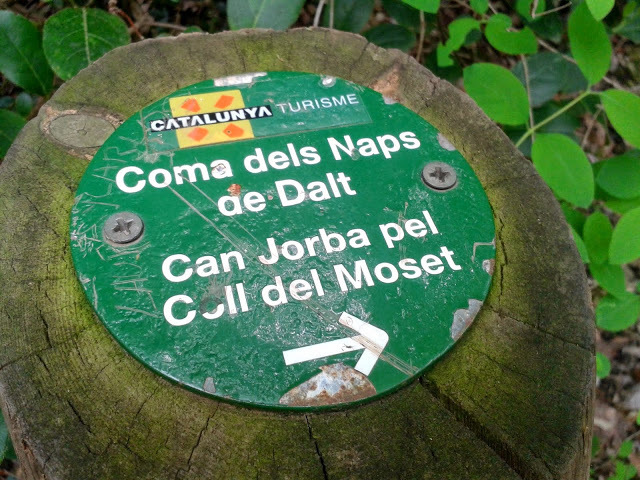 CATALUNYA TURISME
Coma dels Naps
de Dalt
Can Jorba pel
Coll del Moset